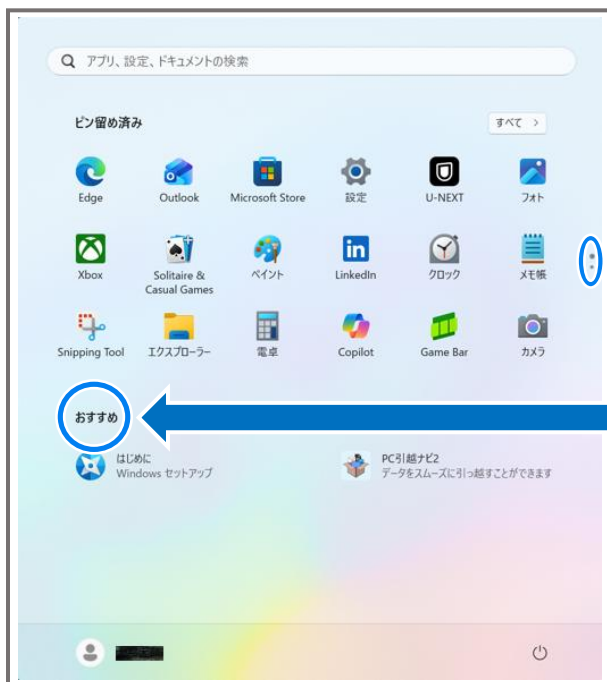 アプリ、設定、ドキュメントの検索
ピン留め済み
すべて >
Edge
Outlook
Microsoft Store
設定
U-NEXT
フォト
Xbox
Solitaire &
Casual Games
ペイント
LinkedIn
クロック
メモ帳
Snipping Tool
エクスプローラー
電卓
Copilot
Game Bar
カメラ
おすすめ
はじめに
Windows セットアップ
PC引越ナビ2
データをスムーズに引っ越すことができます